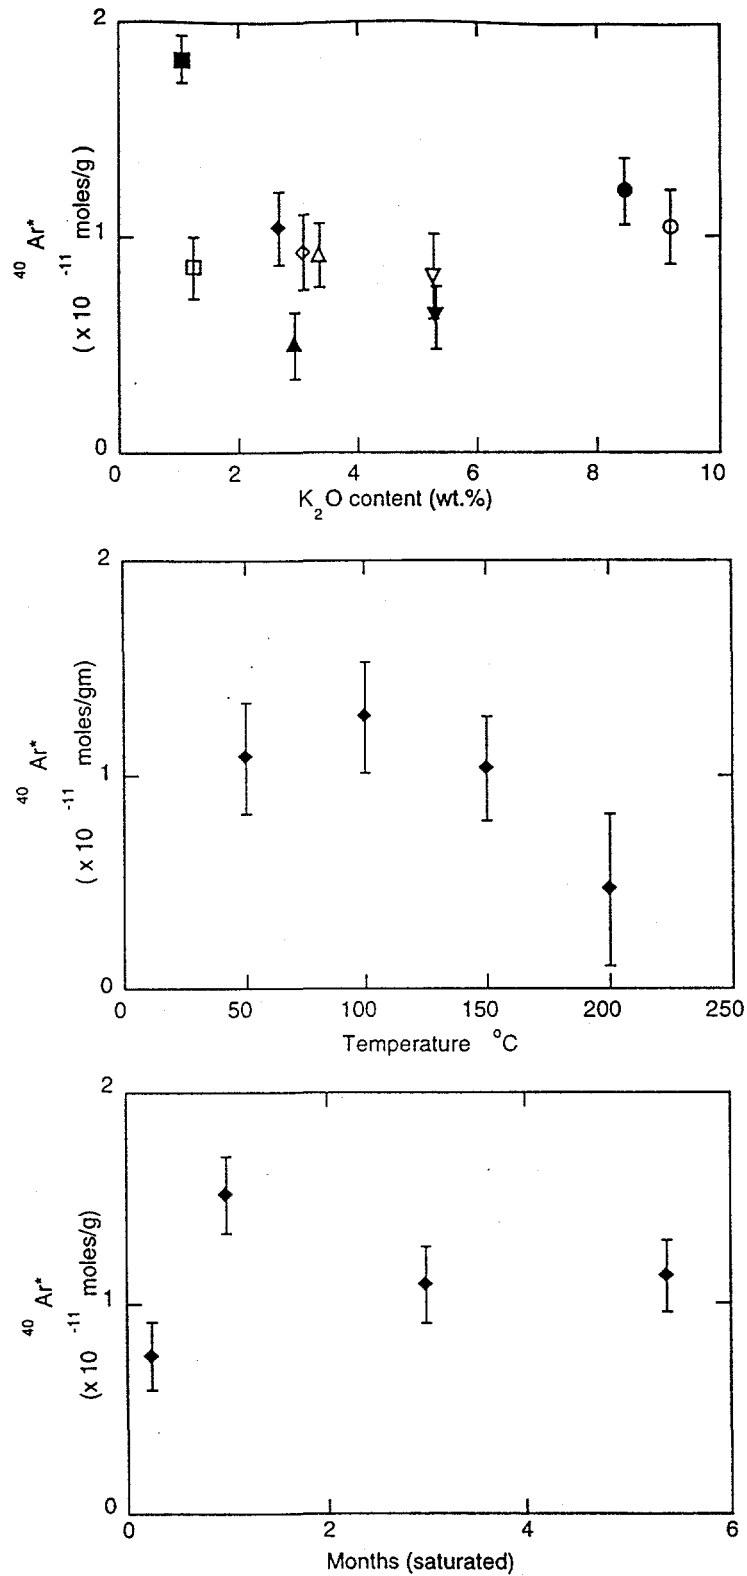 2
1
0
⁴⁰Ar*
( x 10⁻¹¹ moles/g )
0 2 4 6 8 10
K₂O content (wt.%)
2
1
0
⁴⁰Ar*
( x 10⁻¹¹ moles/gm)
0 50 100 150 200 250
Temperature °C
2
1
0
⁴⁰Ar*
(x 10⁻¹¹ moles/g)
0 2 4 6
Months (saturated)